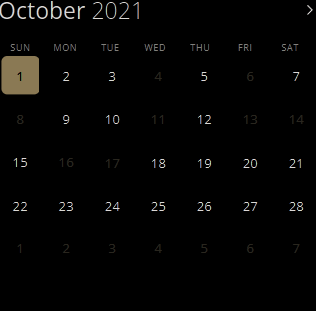 October 2021
SUN MON TUE WED THU FRI SAT
1 2 3 4 5 6 7
8 9 10 11 12 13 14
15 16 17 18 19 20 21
22 23 24 25 26 27 28
1 2 3 4 5 6 7